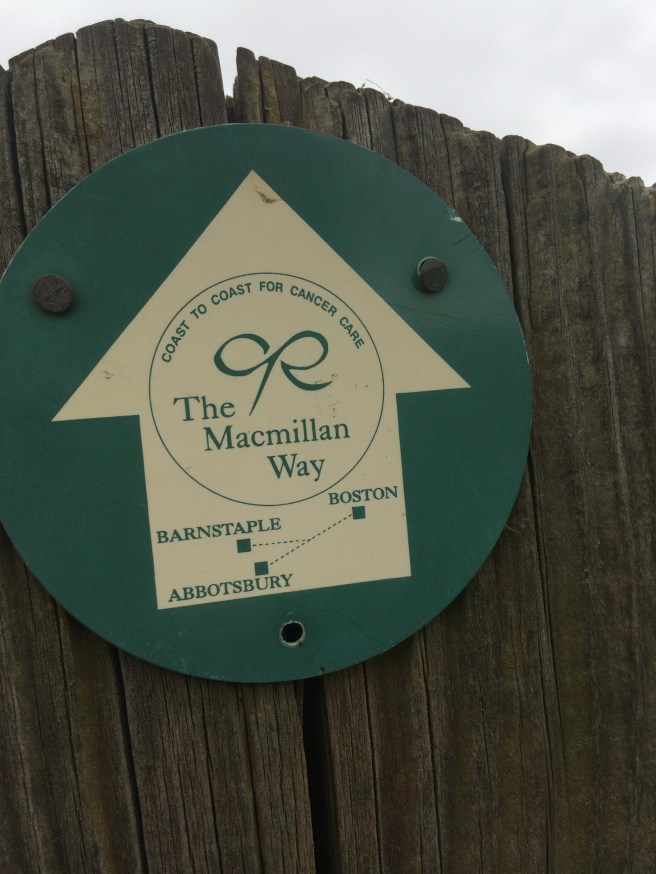 COAST TO COAST FOR CANCER CARE
The
Macmillan
Way
BOSTON
BARNSTAPLE
ABBOTSBURY